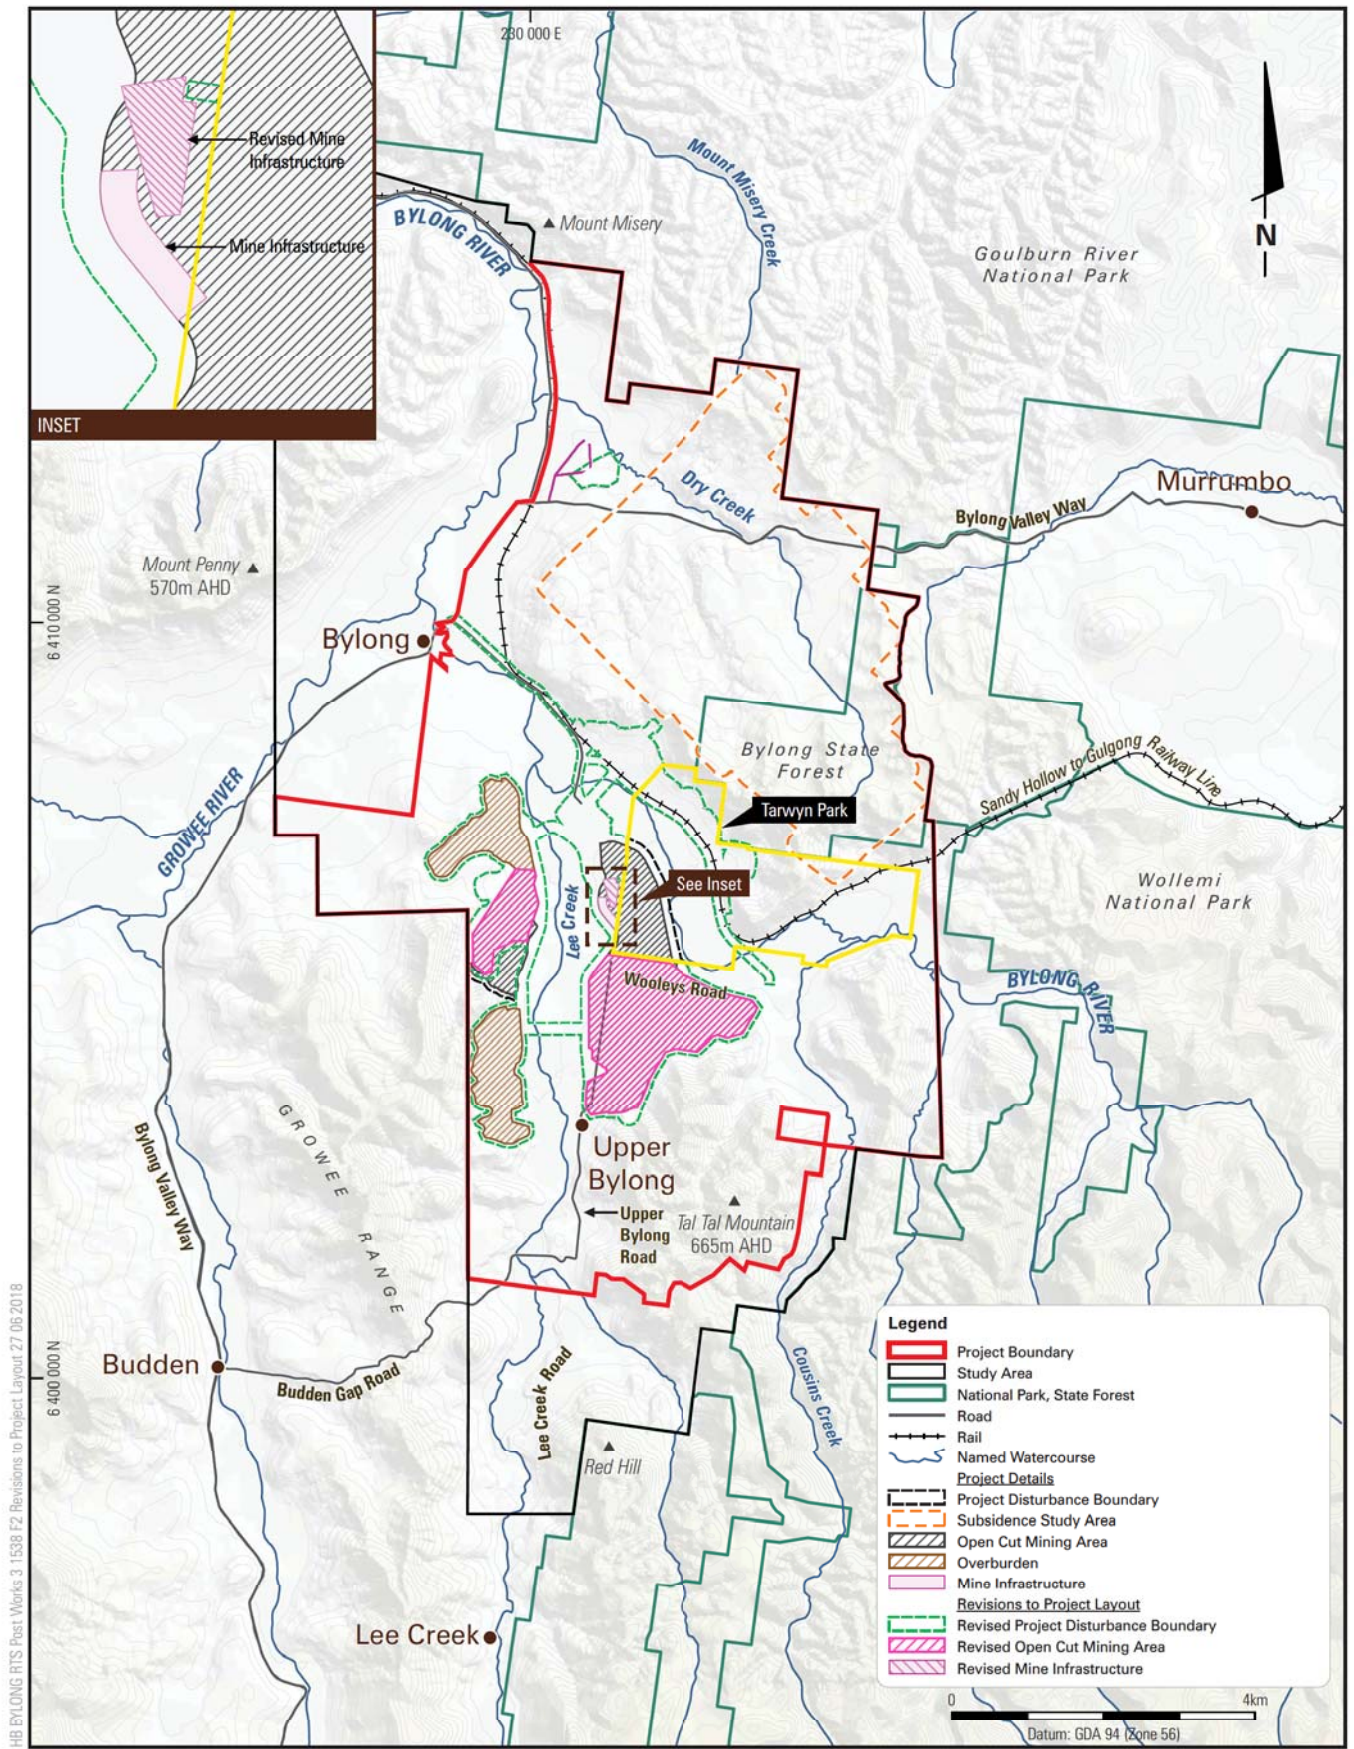 230 000 E
Revised Mine
Infrastructure
Mine Infrastructure
INSET
Mount Misery Creek
BYLONG RIVER
Mount Misery
Goulburn River
National Park
N
Dry Creek
Murrumbo
Bylong Valley Way
Mount Penny
570m AHD
6 410 000 N
Bylong
Bylong State
Forest
Sandy Hollow to Gulgong Railway Line
Tarwyn Park
GROWEE RIVER
See Inset
Wollemi
National Park
Lee Creek
Wooleys Road
BYLONG RIVER
GROWEE RANGE
Bylong Valley Way
Upper
Bylong
Upper
Bylong
Road
Tal Tal Mountain
665m AHD
6 400 000 N
Budden
Budden Gap Road
Lee Creek Road
Cousins Creek
Red Hill
Lee Creek
Legend
Project Boundary
Study Area
National Park, State Forest
Road
Rail
Named Watercourse
Project Details
Project Disturbance Boundary
Subsidence Study Area
Open Cut Mining Area
Overburden
Mine Infrastructure
Revisions to Project Layout
Revised Project Disturbance Boundary
Revised Open Cut Mining Area
Revised Mine Infrastructure
0 4km
Datum: GDA 94 (Zone 56)
HB BYLONG RTS Post Works 3 1538 F2 Revisions to Project Layout 27 06 2018